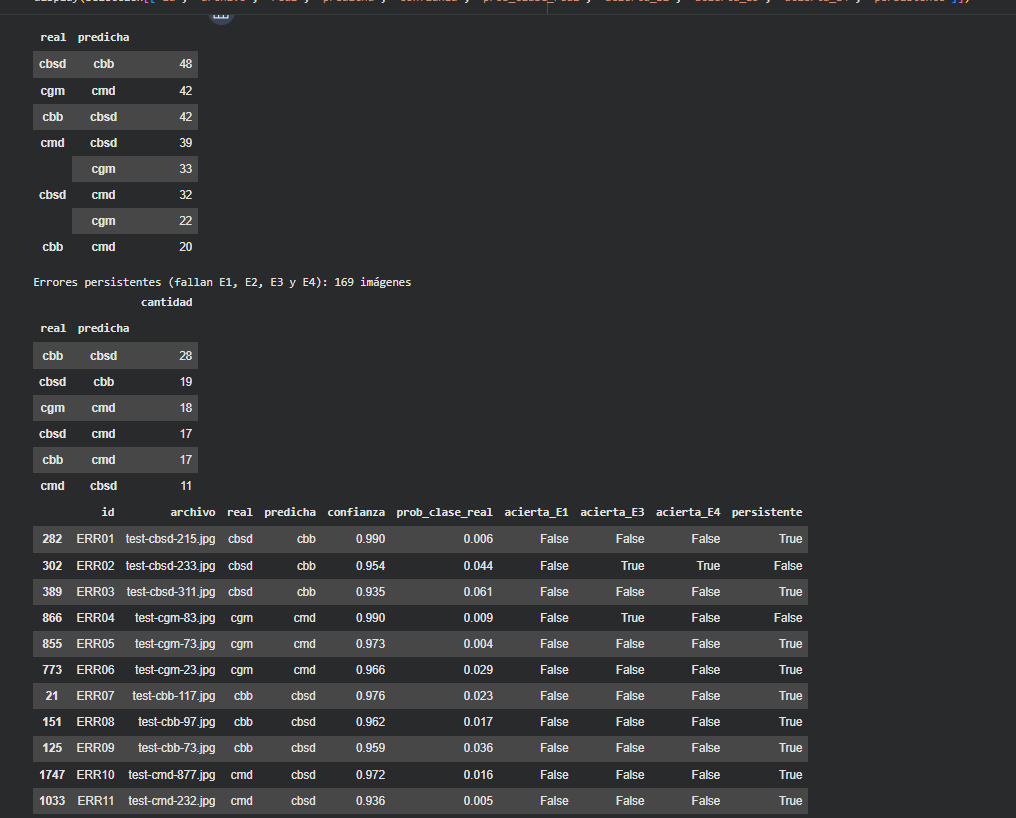 real predicha
cbsd cbb 48
cgm cmd 42
cbb cbsd 42
cmd cbsd 39
cgm 33
cbsd cmd 32
cgm 22
cbb cmd 20
Errores persistentes (fallan E1, E2, E3 y E4): 169 imágenes
cantidad
real predicha
cbb cbsd 28
cbsd cbb 19
cgm cmd 18
cbsd cmd 17
cbb cmd 17
cmd cbsd 11
id archivo real predicha confianza prob_clase_real acierta_E1 acierta_E3 acierta_E4 persistente
282 ERR01 test-cbsd-215.jpg cbsd cbb 0.990 0.006 False False False True
302 ERR02 test-cbsd-233.jpg cbsd cbb 0.954 0.044 False True True False
389 ERR03 test-cbsd-311.jpg cbsd cbb 0.935 0.061 False False False True
866 ERR04 test-cgm-83.jpg cgm cmd 0.990 0.009 False True False False
855 ERR05 test-cgm-73.jpg cgm cmd 0.973 0.004 False False False True
773 ERR06 test-cgm-23.jpg cgm cmd 0.966 0.029 False False False True
21 ERR07 test-cbb-117.jpg cbb cbsd 0.976 0.023 False False False True
151 ERR08 test-cbb-97.jpg cbb cbsd 0.962 0.017 False False False True
125 ERR09 test-cbb-73.jpg cbb cbsd 0.959 0.036 False False False True
1747 ERR10 test-cmd-877.jpg cmd cbsd 0.972 0.016 False False False True
1033 ERR11 test-cmd-232.jpg cmd cbsd 0.936 0.005 False False False True